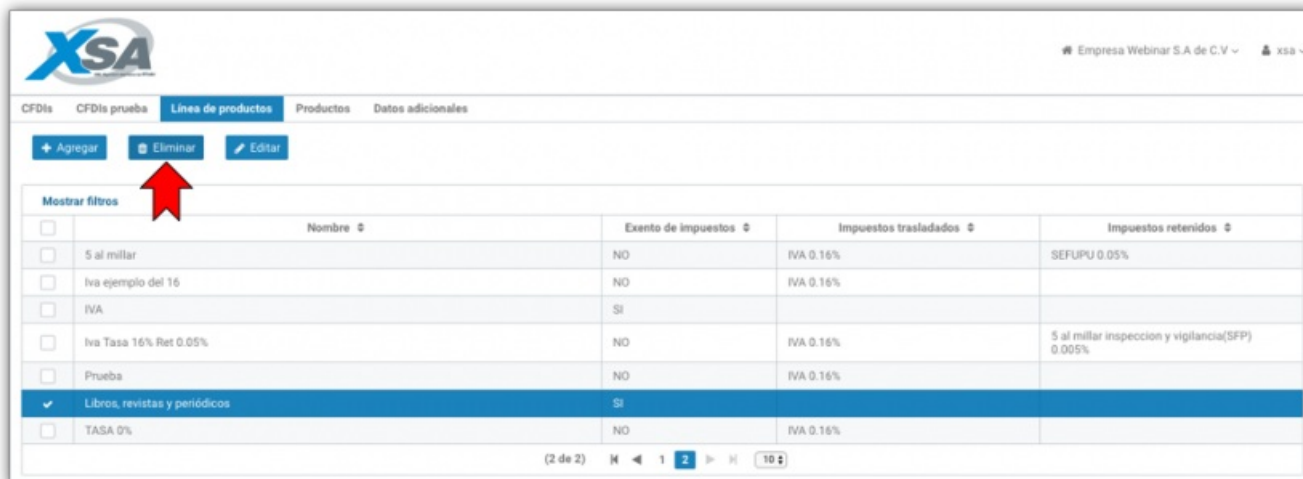 XSA
Empresa Webinar S.A de C.V xsa
CFDIs CFDIs prueba Línea de productos Productos Datos adicionales
+ Agregar Eliminar Editar
Mostrar filtros
Nombre Exento de impuestos Impuestos trasladados Impuestos retenidos
5 al millar NO IVA 0.16% SEFUPU 0.05%
Iva ejemplo del 16 NO IVA 0.16%
IVA SI
Iva Tasa 16% Ret 0.05% NO IVA 0.16% 5 al millar inspeccion y vigilancia(SFP)
0.005%
Prueba NO IVA 0.16%
Libros, revistas y periódicos SI
TASA 0% NO IVA 0.16%
(2 de 2) 1 2 10